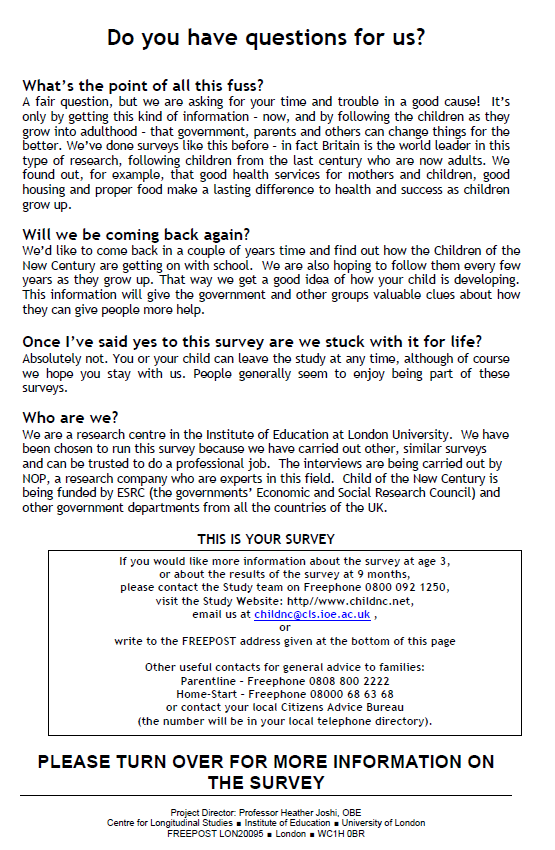 Do you have questions for us?
What's the point of all this fuss?
A fair question, but we are asking for your time and trouble in a good cause! It's
only by getting this kind of information - now, and by following the children as they
grow into adulthood - that government, parents and others can change things for the
better. We've done surveys like this before - in fact Britain is the world leader in this
type of research, following children from the last century who are now adults. We
found out, for example, that good health services for mothers and children, good
housing and proper food make a lasting difference to health and success as children
grow up.
Will we be coming back again?
We'd like to come back in a couple of years time and find out how the Children of the
New Century are getting on with school. We are also hoping to follow them every few
years as they grow up. That way we get a good idea of how your child is developing.
This information will give the government and other groups valuable clues about how
they can give people more help.
Once I've said yes to this survey are we stuck with it for life?
Absolutely not. You or your child can leave the study at any time, although of course
we hope you stay with us. People generally seem to enjoy being part of these
surveys.
Who are we?
We are a research centre in the Institute of Education at London University. We have
been chosen to run this survey because we have carried out other, similar surveys
and can be trusted to do a professional job. The interviews are being carried out by
NOP, a research company who are experts in this field. Child of the New Century is
being funded by ESRC (the governments' Economic and Social Research Council) and
other government departments from all the countries of the UK.
THIS IS YOUR SURVEY
If you would like more information about the survey at age 3,
or about the results of the survey at 9 months,
please contact the Study team on Freephone 0800 092 1250,
visit the Study Website: http//www.childnc.net,
email us at childnc@cls.ioe.ac.uk ,
or
write to the FREEPOST address given at the bottom of this page
Other useful contacts for general advice to families:
Parentline - Freephone 0808 800 2222
Home-Start - Freephone 08000 68 63 68
or contact your local Citizens Advice Bureau
(the number will be in your local telephone directory).
PLEASE TURN OVER FOR MORE INFORMATION ON
THE SURVEY
Project Director: Professor Heather Joshi, OBE
Centre for Longitudinal Studies ■ Institute of Education ■ University of London
FREEPOST LON20095 ■ London ■ WC1H 0BR